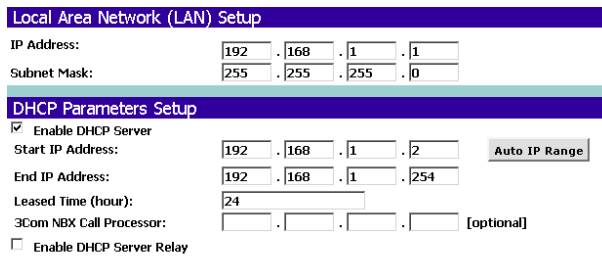 Local Area Network (LAN) Setup
IP Address: 192 . 168 . 1 . 1
Subnet Mask: 255 . 255 . 255 . 0
DHCP Parameters Setup
Enable DHCP Server
Start IP Address: 192 . 168 . 1 . 2 Auto IP Range
End IP Address: 192 . 168 . 1 . 254
Leased Time (hour): 24
3Com NBX Call Processor: . . . [optional]
Enable DHCP Server Relay